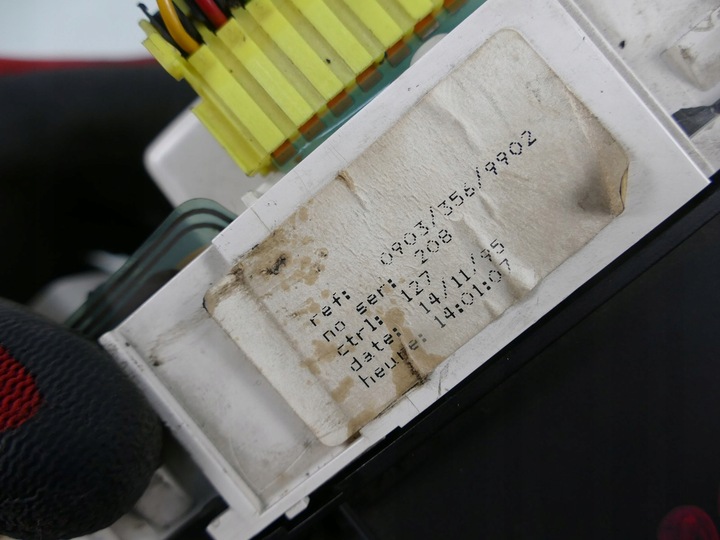 ref: 0903/356/9902
no ser: 208
ctrl: 127
date: 14/11/95
heure: 14:01:07